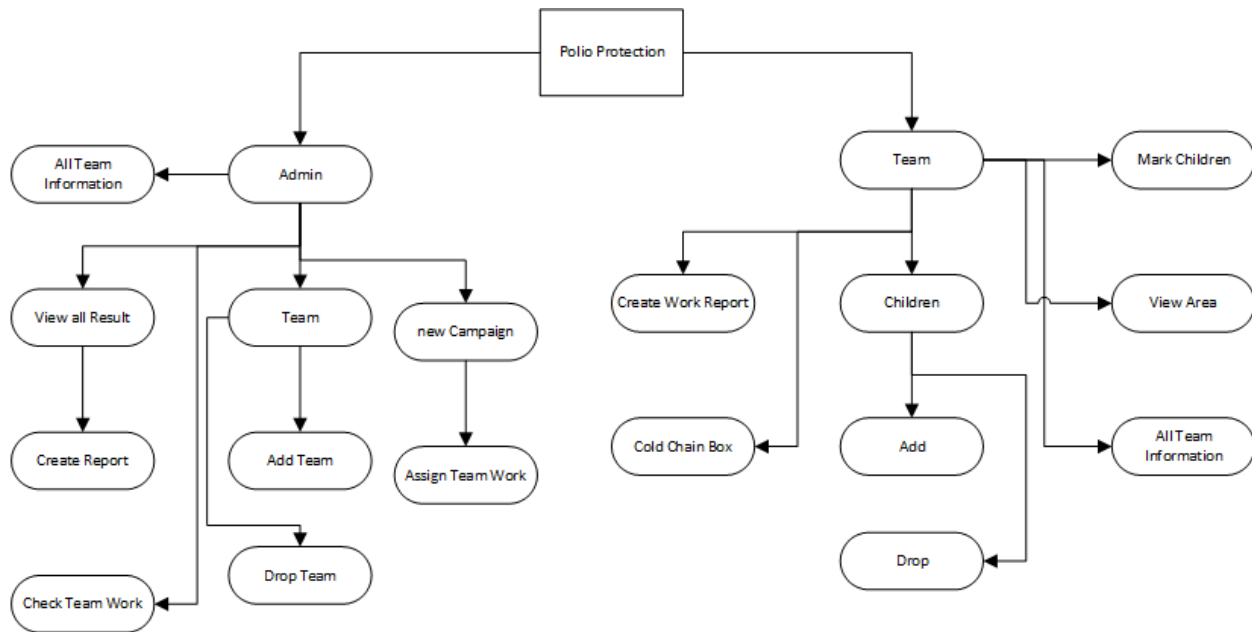 Polio Protection
All Team
Information
Admin
Team
Mark Children
View all Result
Team
new Campaign
Create Work Report
Children
View Area
Create Report
Add Team
Assign Team Work
Cold Chain Box
Add
All Team
Information
Check Team Work
Drop Team
Drop